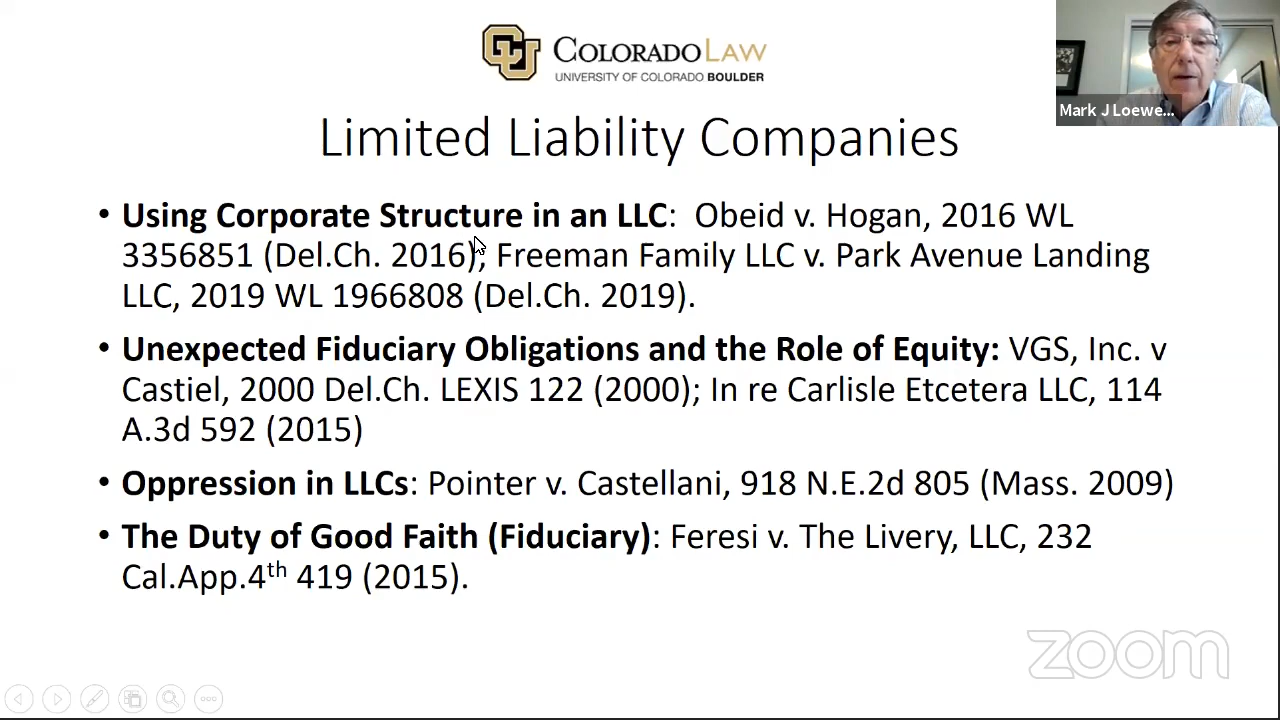 COLORADO LAW
UNIVERSITY OF COLORADO BOULDER
Mark J Loewe...
Limited Liability Companies
• Using Corporate Structure in an LLC: Obeid v. Hogan, 2016 WL
3356851 (Del.Ch. 2016); Freeman Family LLC v. Park Avenue Landing
LLC, 2019 WL 1966808 (Del.Ch. 2019).
• Unexpected Fiduciary Obligations and the Role of Equity: VGS, Inc. v
Castiel, 2000 Del.Ch. LEXIS 122 (2000); In re Carlisle Etcetera LLC, 114
A.3d 592 (2015)
• Oppression in LLCs: Pointer v. Castellani, 918 N.E.2d 805 (Mass. 2009)
• The Duty of Good Faith (Fiduciary): Feresi v. The Livery, LLC, 232
Cal.App.4th 419 (2015).
zoom